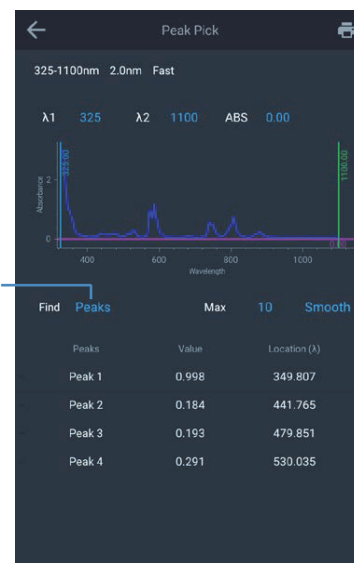 Peak Pick
325-1100nm 2.0nm Fast
λ1 325 λ2 1100 ABS 0.00
325.00
1100.00
2
Absorbance
0
0.00
400 600 800 1000
Wavelength
Find Peaks Max 10 Smooth
Peaks Value Location (λ)
Peak 1 0.998 349.807
Peak 2 0.184 441.765
Peak 3 0.193 479.851
Peak 4 0.291 530.035